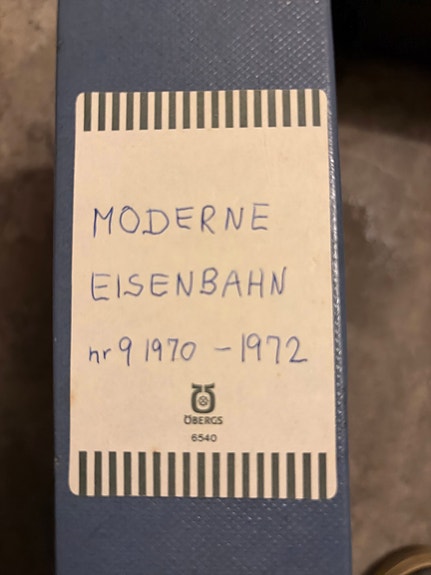 MODERNE
EISENBAHN
nr 9 1970 - 1972
ÖBERGS
6540